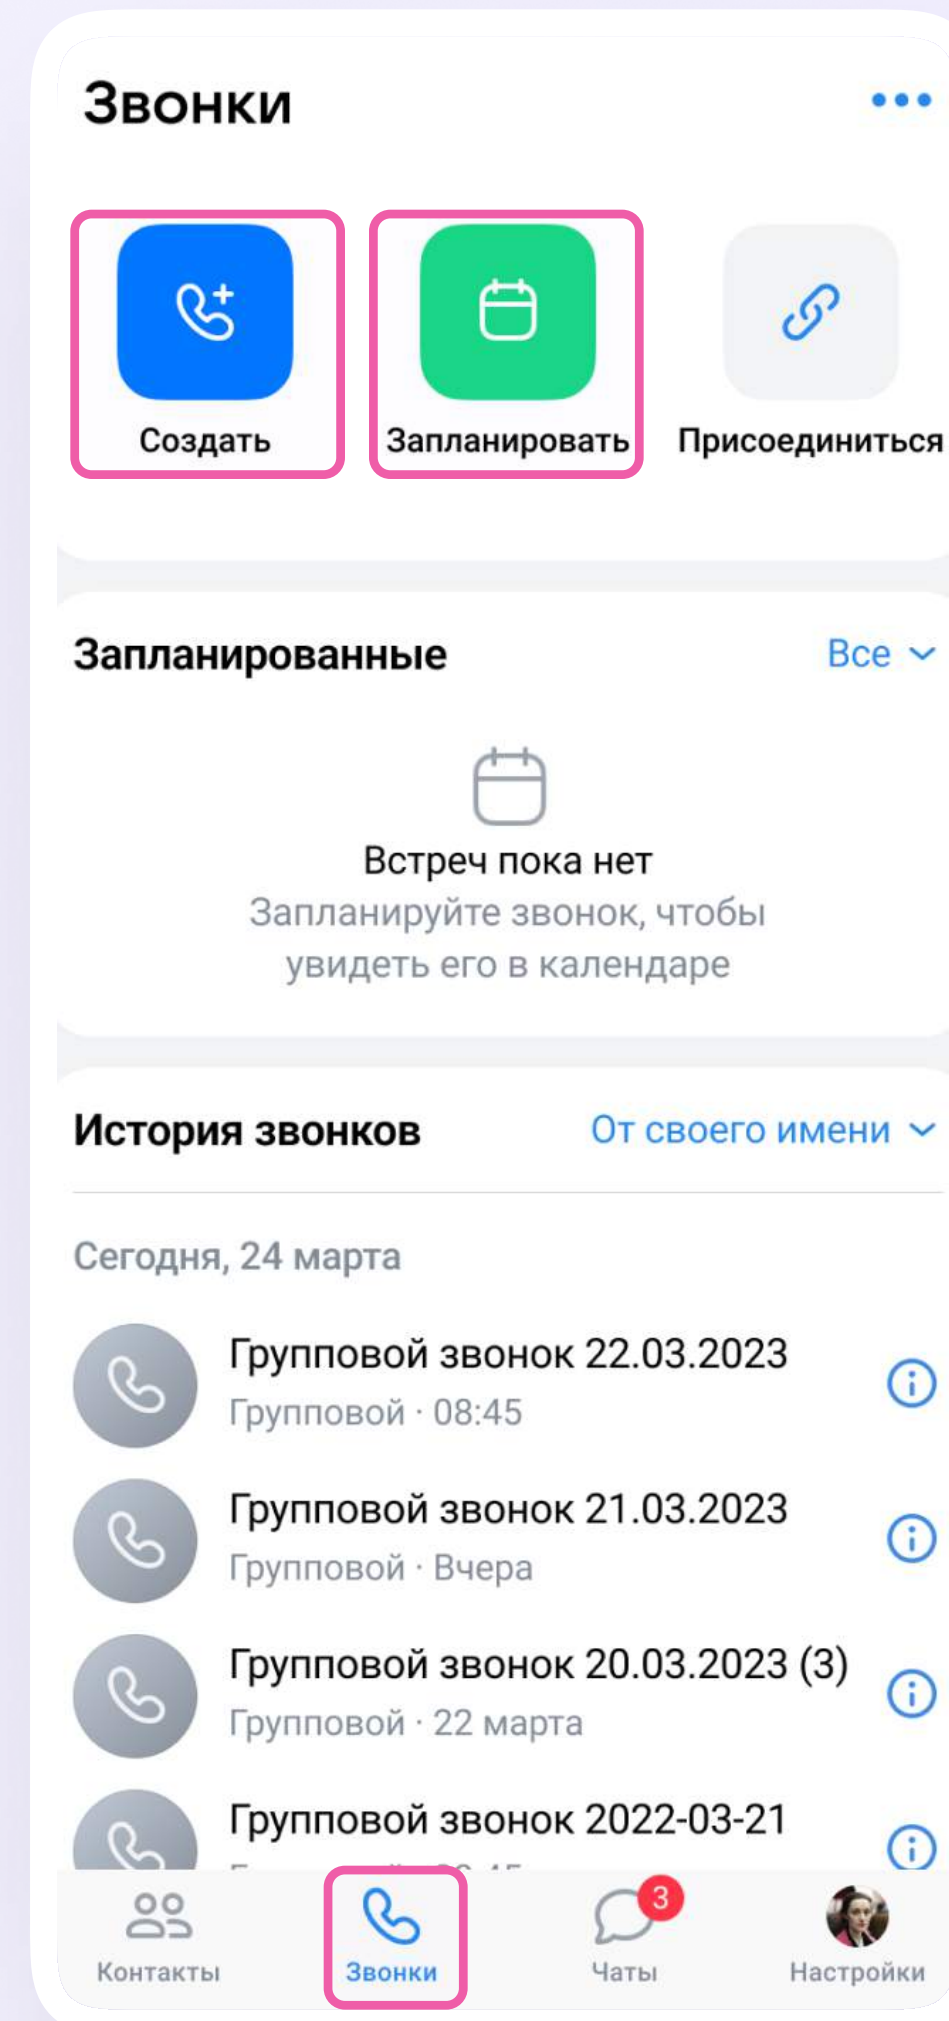 Звонки
Создать
Запланировать
Присоединиться
Запланированные
Все
Встреч пока нет
Запланируйте звонок, чтобы
увидеть его в календаре
История звонков
От своего имени
Сегодня, 24 марта
Групповой звонок 22.03.2023
Групповой · 08:45
Групповой звонок 21.03.2023
Групповой · Вчера
Групповой звонок 20.03.2023 (3)
Групповой · 22 марта
Групповой звонок 2022-03-21
3
Контакты
Звонки
Чаты
Настройки